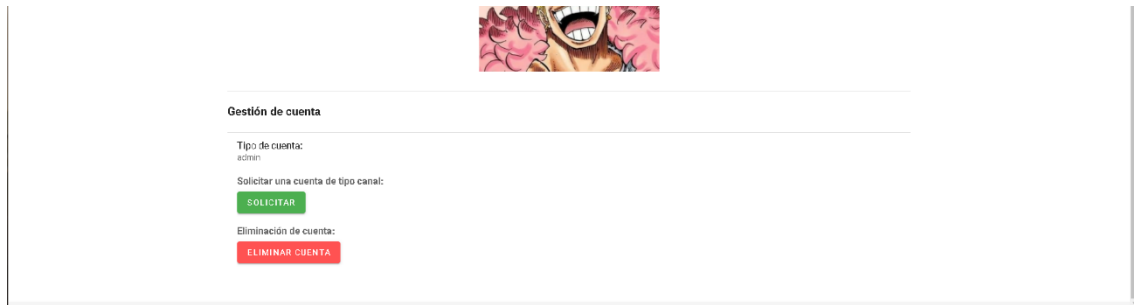 Gestión de cuenta
Tipo de cuenta:
admin
Solicitar una cuenta de tipo canal:
SOLICITAR
Eliminación de cuenta:
ELIMINAR CUENTA